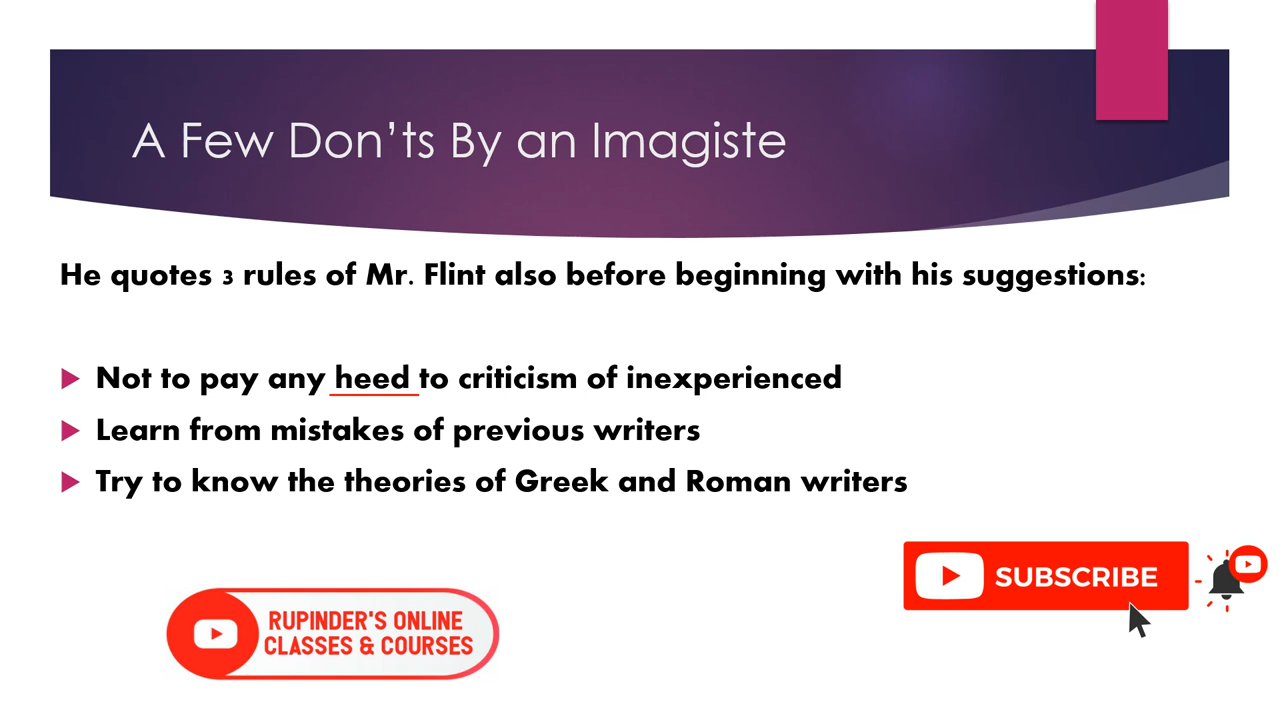 A Few Don’ts By an Imagiste
He quotes 3 rules of Mr. Flint also before beginning with his suggestions:
Not to pay any heed to criticism of inexperienced
Learn from mistakes of previous writers
Try to know the theories of Greek and Roman writers
SUBSCRIBE
RUPINDER'S ONLINE
CLASSES & COURSES